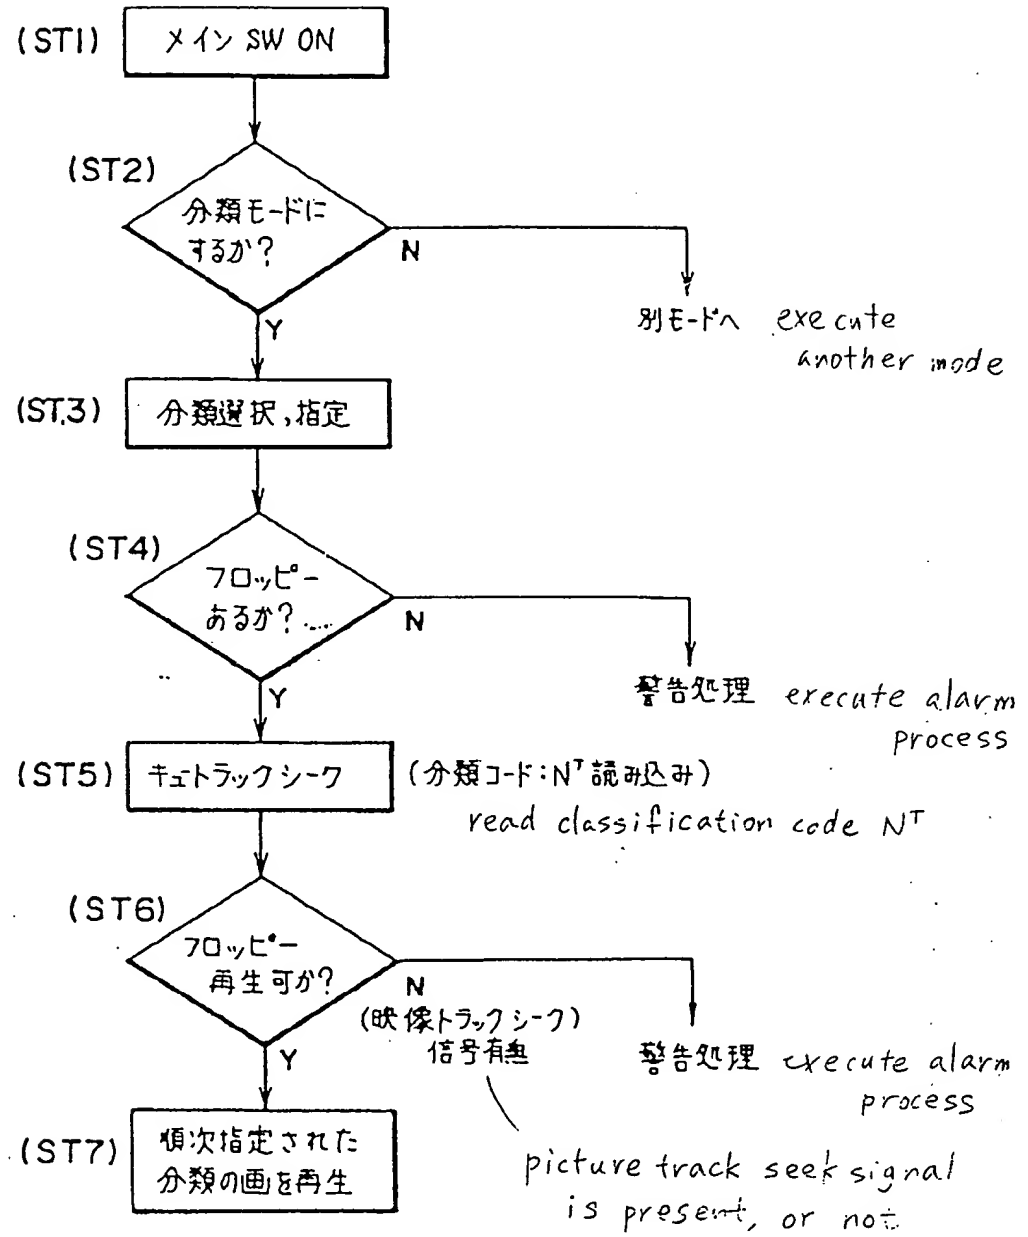 (ST1)
メイン SW ON
(ST2)
分類モードに
するか?
N
Y
別モードへ execute
another mode
(ST3)
分類選択,指定
(ST4)
フロッピー
あるか?
N
Y
警告処理 execute alarm
process
(ST5)
キュートラックシーク
(分類コード:Nᵀ読み込み)
read classification code Nᵀ
(ST6)
フロッピー
再生可か?
N
(映像トラックシーク)
信号有無
Y
警告処理 execute alarm
process
(ST7)
順次指定された
分類の画を再生
picture track seek signal
is present, or not